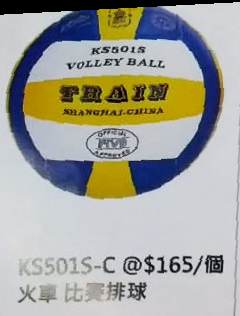 KS501S
VOLLEY BALL
TRAIN
SHANGHAI·CHINA
OFFICIAL
FIVB
APPROVED
KS501S-C @$165/個
火車 比賽排球